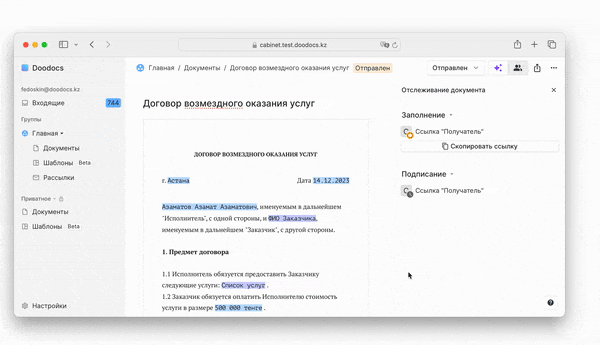 cabinet.test.doodocs.kz
Doodocs
Главная / Документы / Договор возмездного оказания услуг Отправлен
Отправлен
fedoskin@doodocs.kz
Входящие 744
Группы
Главная
Документы
Шаблоны Beta
Рассылки
Приватное
Документы
Шаблоны Beta
Настройки
Договор возмездного оказания услуг
ДОГОВОР ВОЗМЕЗДНОГО ОКАЗАНИЯ УСЛУГ
г. Астана Дата 14.12.2023
Азаматов Азамат Азаматович, именуемым в дальнейшем
"Исполнитель", с одной стороны, и ФИО Заказчика,
именуемым в дальнейшем "Заказчик", с другой стороны.
1. Предмет договора
1.1 Исполнитель обязуется предоставить Заказчику
следующие услуги: Список услуг .
1.2 Заказчик обязуется оплатить Исполнителю стоимость
услуги в размере 500 000 тенге .
Отслеживание документа
Заполнение
С Ссылка "Получатель"
Скопировать ссылку
Подписание
С Ссылка "Получатель"